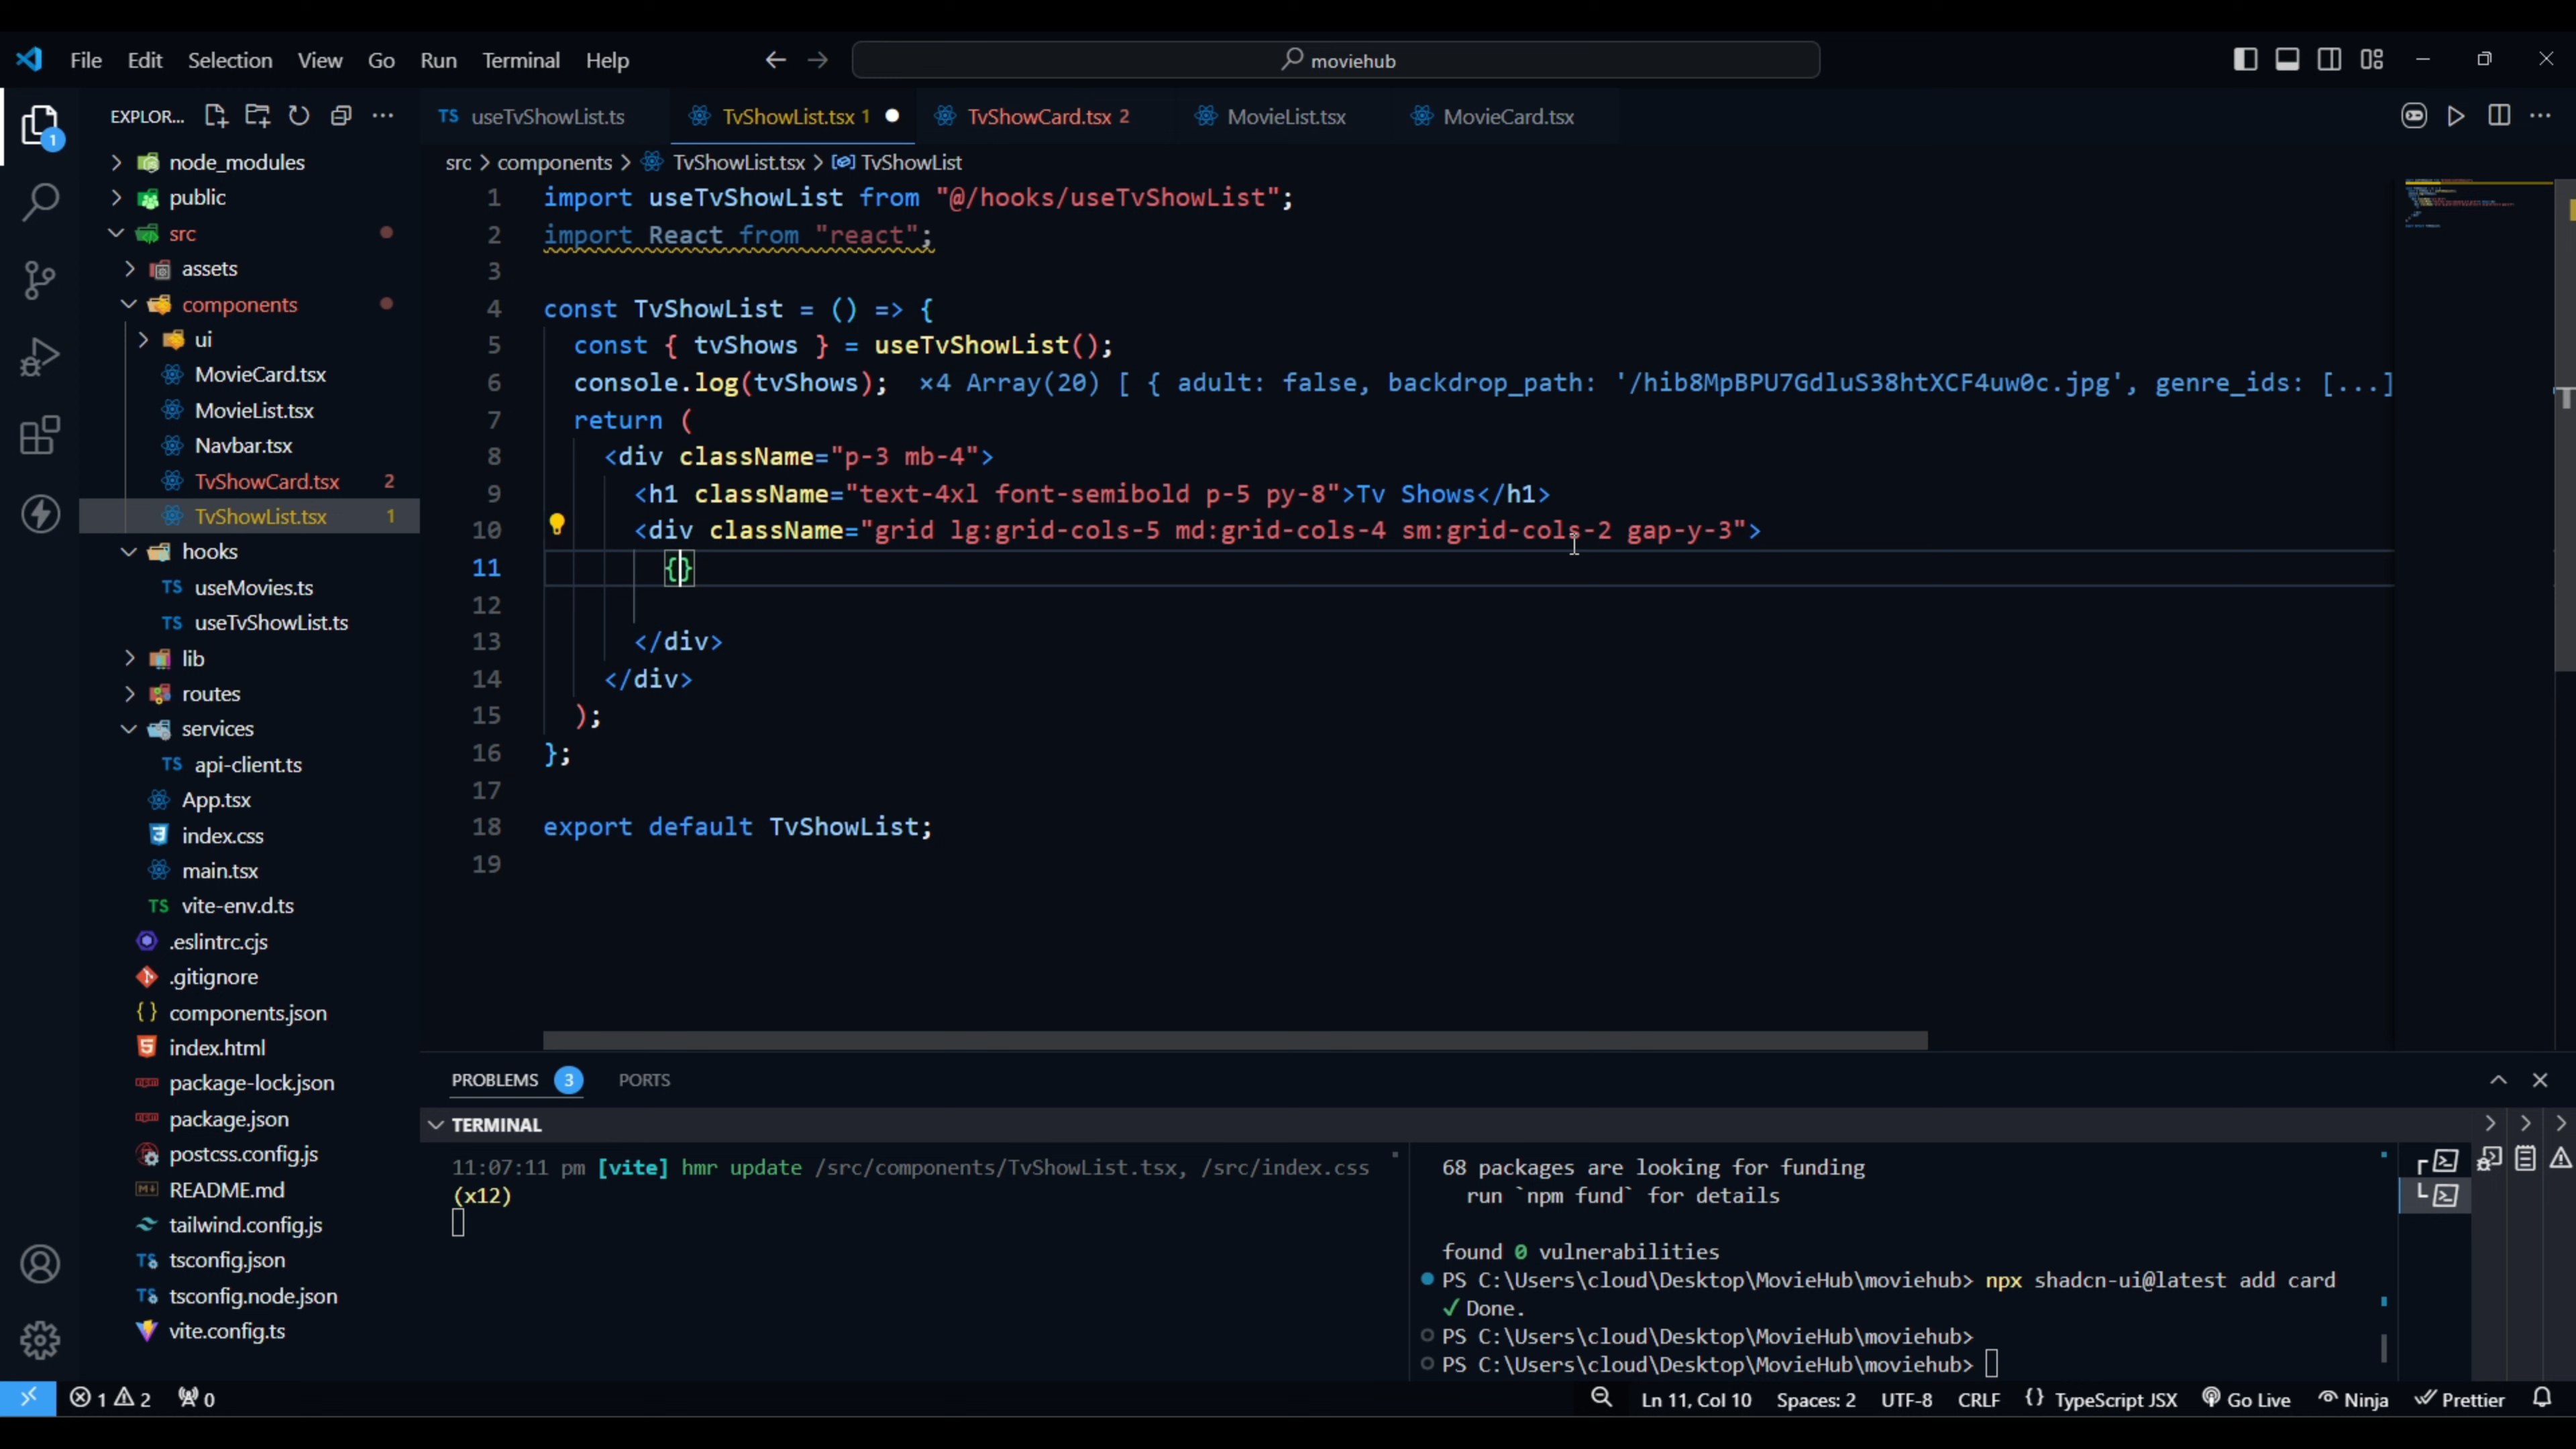 File Edit Selection View Go Run Terminal Help
moviehub
EXPLOR...
1
node_modules
public
src
assets
components
ui
MovieCard.tsx
MovieList.tsx
Navbar.tsx
TvShowCard.tsx 2
TvShowList.tsx 1
hooks
TS useMovies.ts
TS useTvShowList.ts
lib
routes
services
TS api-client.ts
App.tsx
index.css
main.tsx
TS vite-env.d.ts
.eslintrc.cjs
.gitignore
{ } components.json
index.html
package-lock.json
package.json
postcss.config.js
README.md
tailwind.config.js
TS tsconfig.json
TS tsconfig.node.json
vite.config.ts
TS useTvShowList.ts TvShowList.tsx 1 TvShowCard.tsx 2 MovieList.tsx MovieCard.tsx
src > components > TvShowList.tsx > TvShowList
1 import useTvShowList from "@/hooks/useTvShowList";
2 import React from "react";
3
4 const TvShowList = () => {
5 const { tvShows } = useTvShowList();
6 console.log(tvShows); ×4 Array(20) [ { adult: false, backdrop_path: '/hib8MpBPU7GdluS38htXCF4uw0c.jpg', genre_ids: [...]
7 return (
8 <div className="p-3 mb-4">
9 <h1 className="text-4xl font-semibold p-5 py-8">Tv Shows</h1>
10 <div className="grid lg:grid-cols-5 md:grid-cols-4 sm:grid-cols-2 gap-y-3">
11 {}
12
13 </div>
14 </div>
15 );
16 };
17
18 export default TvShowList;
19
PROBLEMS 3 PORTS
TERMINAL
11:07:11 pm [vite] hmr update /src/components/TvShowList.tsx, /src/index.css
(x12)
68 packages are looking for funding
run `npm fund` for details
found 0 vulnerabilities
PS C:\Users\cloud\Desktop\MovieHub\moviehub> npx shadcn-ui@latest add card
✓ Done.
PS C:\Users\cloud\Desktop\MovieHub\moviehub>
PS C:\Users\cloud\Desktop\MovieHub\moviehub>
1 2 0 Ln 11, Col 10 Spaces: 2 UTF-8 CRLF { } TypeScript JSX Go Live Ninja Prettier